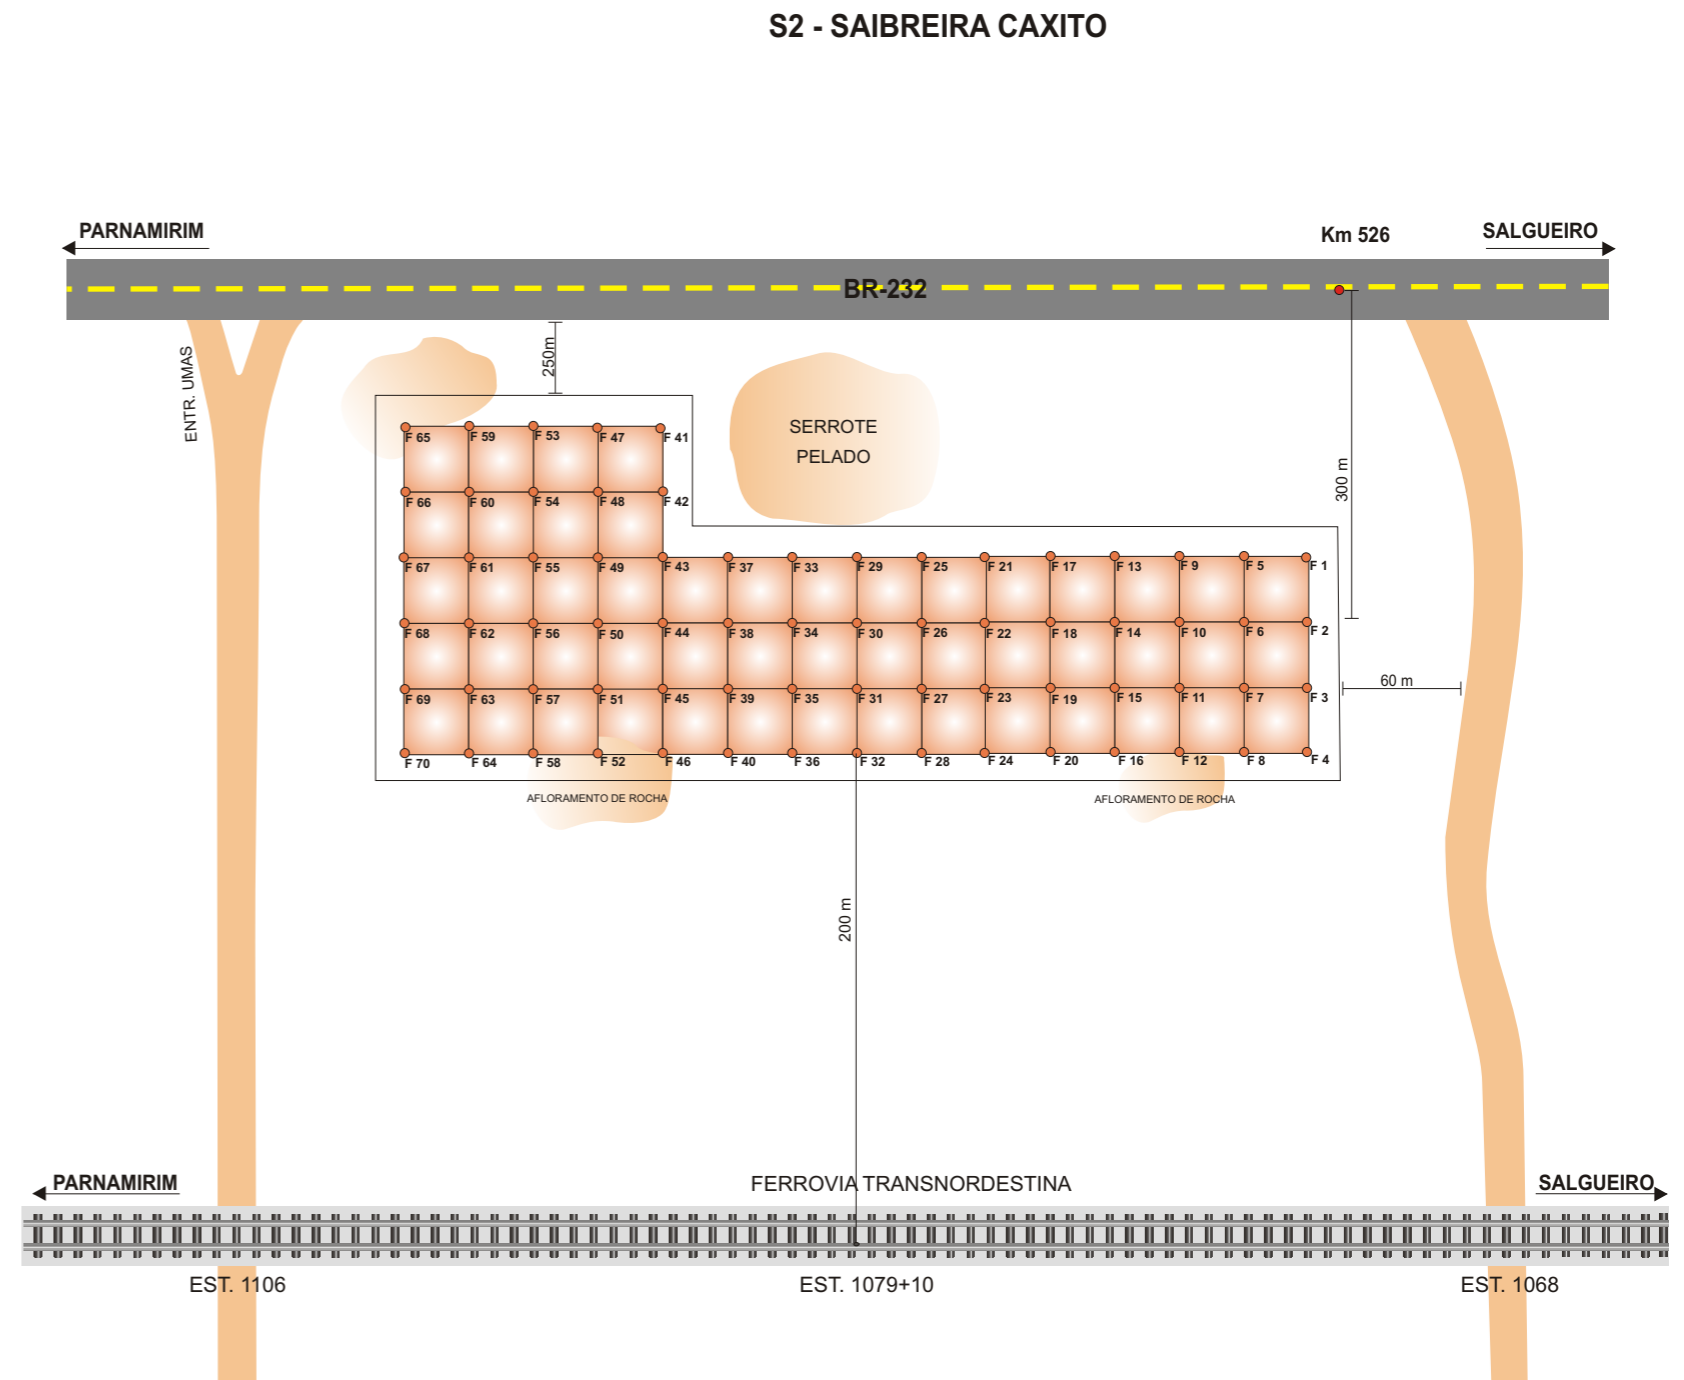 S2 - SAIBREIRA CAXITO
PARNAMIRIM
Km 526
SALGUEIRO
BR-232
ENTR. UMAS
250m
SERROTE
PELADO
300 m
F 65 F 59 F 53 F 47 F 41
F 66 F 60 F 54 F 48 F 42
F 67 F 61 F 55 F 49 F 43 F 37 F 33 F 29 F 25 F 21 F 17 F 13 F 9 F 5 F 1
F 68 F 62 F 56 F 50 F 44 F 38 F 34 F 30 F 26 F 22 F 18 F 14 F 10 F 6 F 2
60 m
F 69 F 63 F 57 F 51 F 45 F 39 F 35 F 31 F 27 F 23 F 19 F 15 F 11 F 7 F 3
F 70 F 64 F 58 F 52 F 46 F 40 F 36 F 32 F 28 F 24 F 20 F 16 F 12 F 8 F 4
AFLORAMENTO DE ROCHA
AFLORAMENTO DE ROCHA
200 m
PARNAMIRIM
FERROVIA TRANSNORDESTINA
SALGUEIRO
EST. 1106
EST. 1079+10
EST. 1068